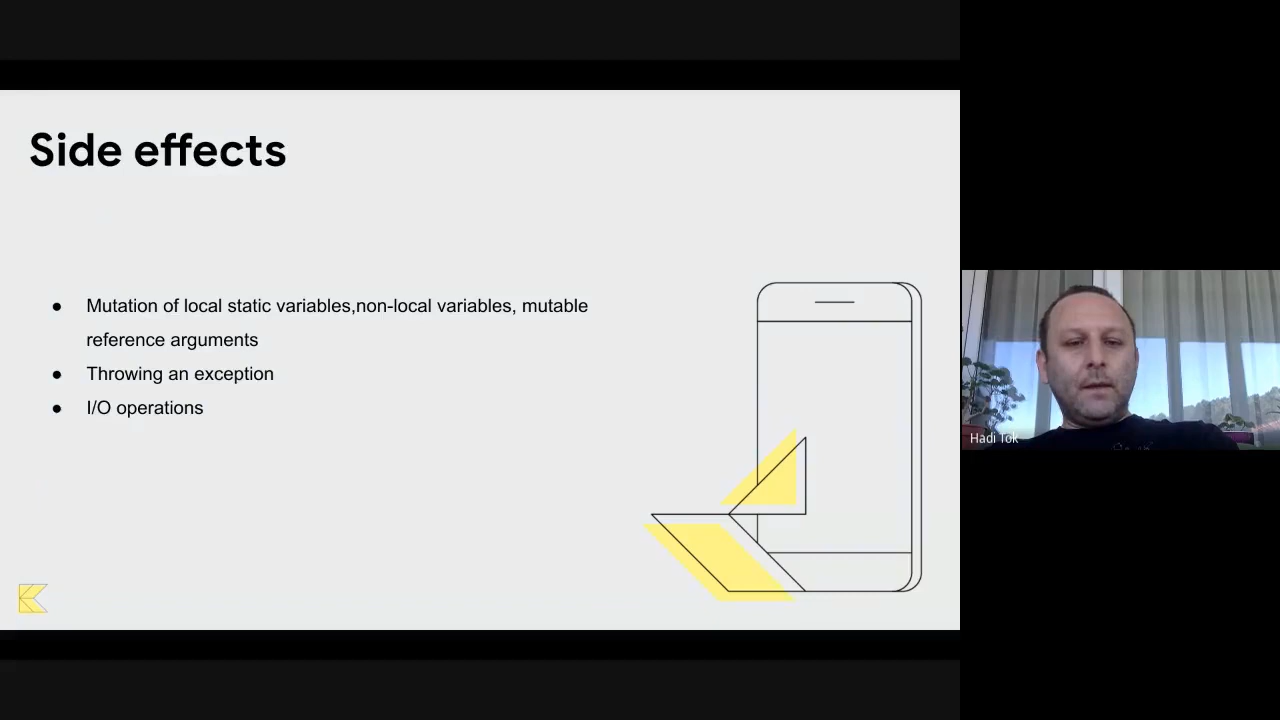 Side effects
● Mutation of local static variables,non-local variables, mutable
reference arguments
● Throwing an exception
● I/O operations
Hadi Tok